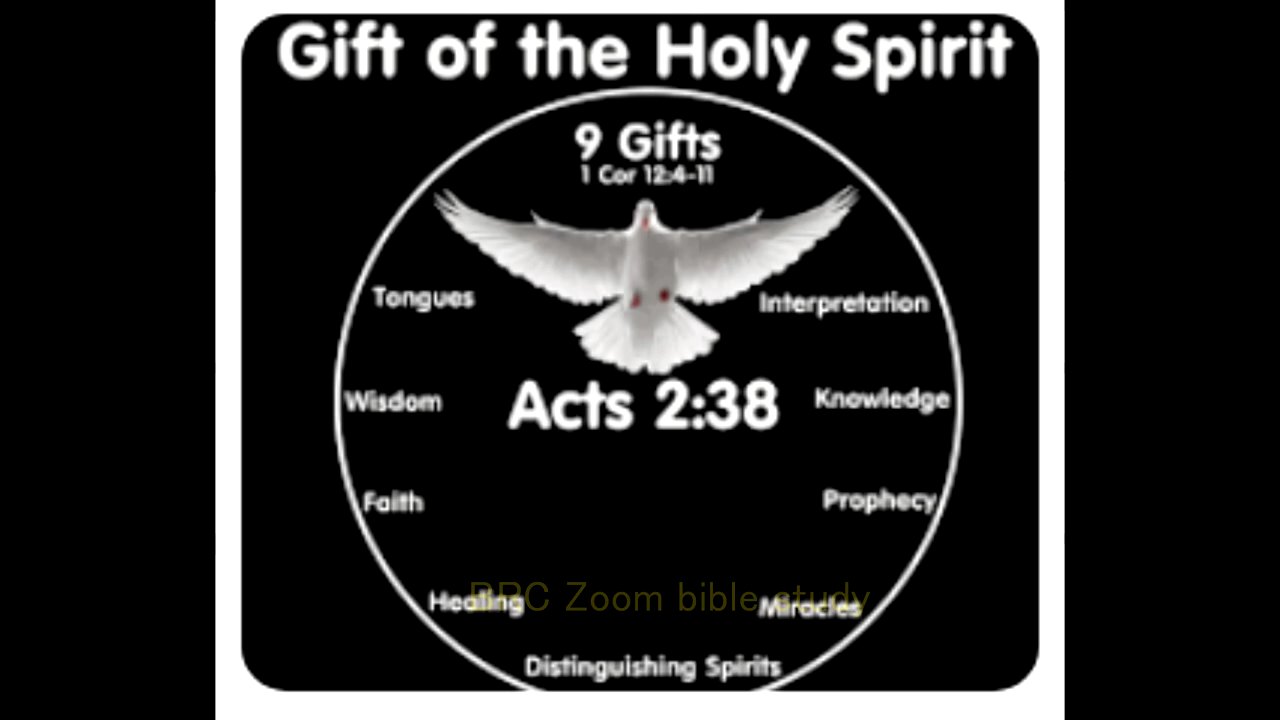 Gift of the Holy Spirit
9 Gifts
1 Cor 12:4-11
Tongues
Interpretation
Wisdom
Acts 2:38
Knowledge
Faith
Prophecy
Healing
Zoom bible study
Miracles
Distinguishing Spirits